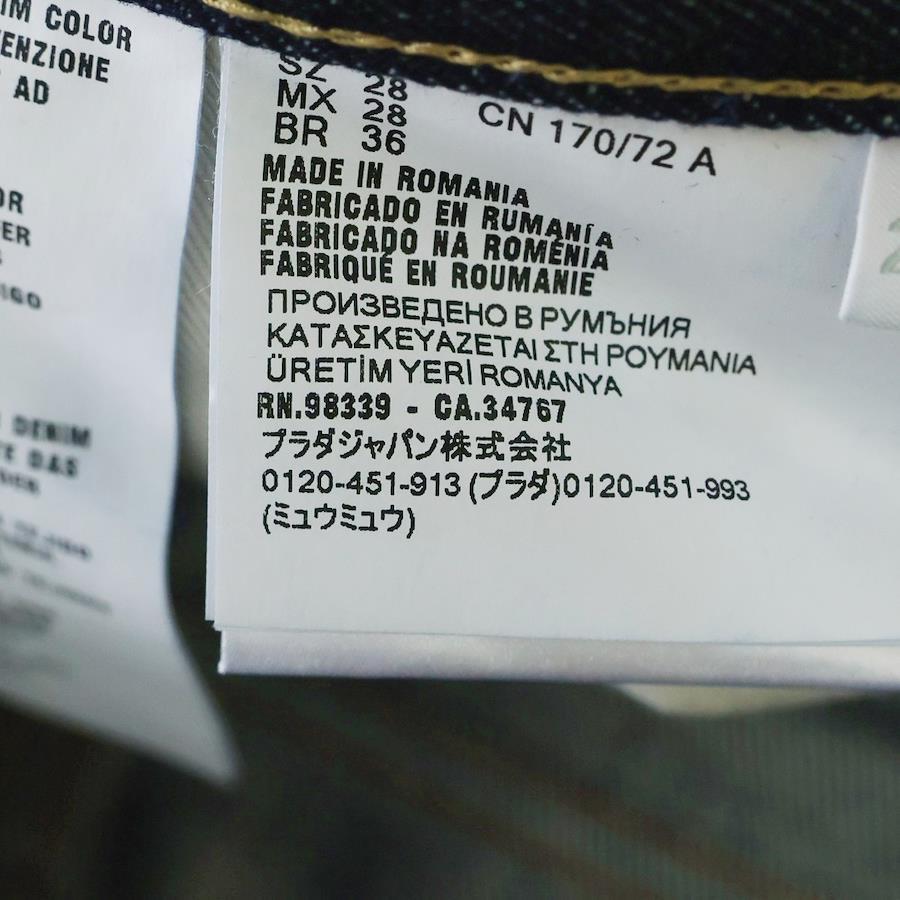 IM COLOR
ENZIONE
AD
OR
ER
IGO
DENIM
SZ 28
MX 28
BR 36
CN 170/72 A
MADE IN ROMANIA
FABRICADO EN RUMANÍA
FABRICADO NA ROMÉNIA
FABRIQUÉ EN ROUMANIE
ПРОИЗВЕДЕНО В РУМЪНИЯ
ΚΑΤΑΣΚΕΥΑΖΕΤΑΙ ΣΤΗ ΡΟΥΜΑΝΙΑ
ÜRETİM YERİ ROMANYA
RN.98339 - CA.34767
プラダジャパン株式会社
0120-451-913 (プラダ)0120-451-993
(ミュウミュウ)